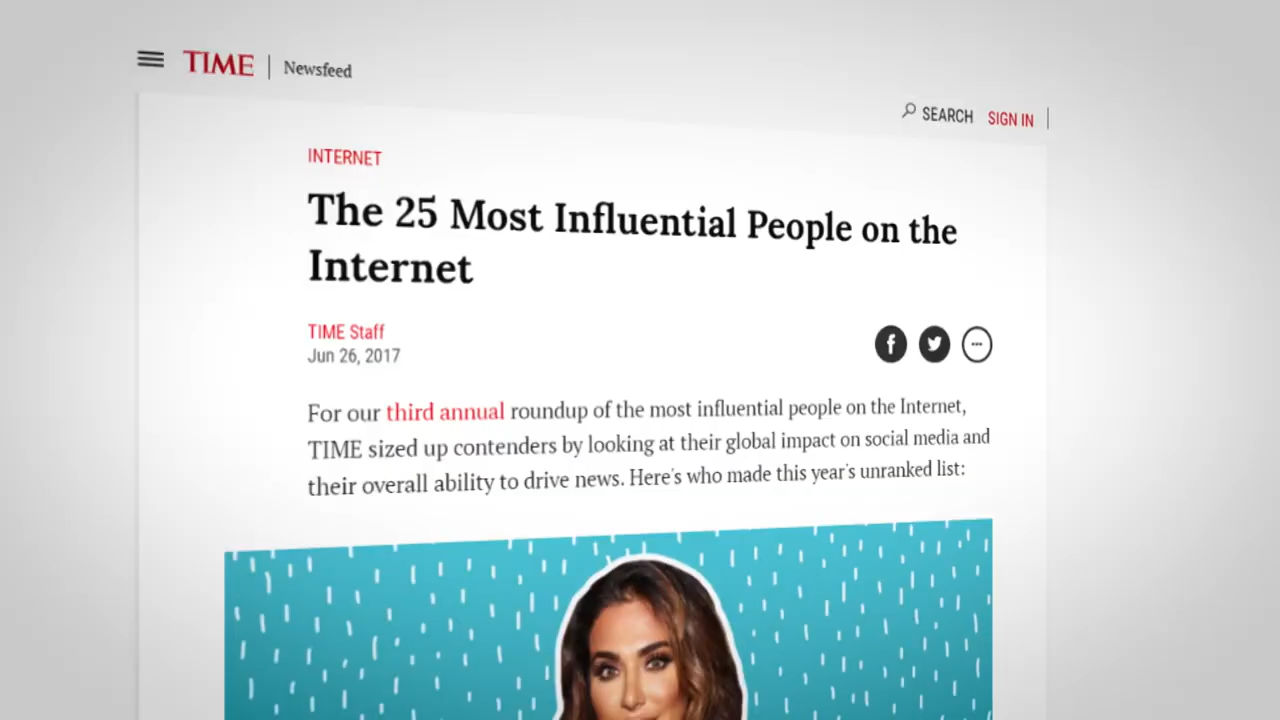 TIME | Newsfeed
SEARCH SIGN IN
INTERNET
The 25 Most Influential People on the
Internet
TIME Staff
Jun 26, 2017
For our third annual roundup of the most influential people on the Internet,
TIME sized up contenders by looking at their global impact on social media and
their overall ability to drive news. Here's who made this year's unranked list: